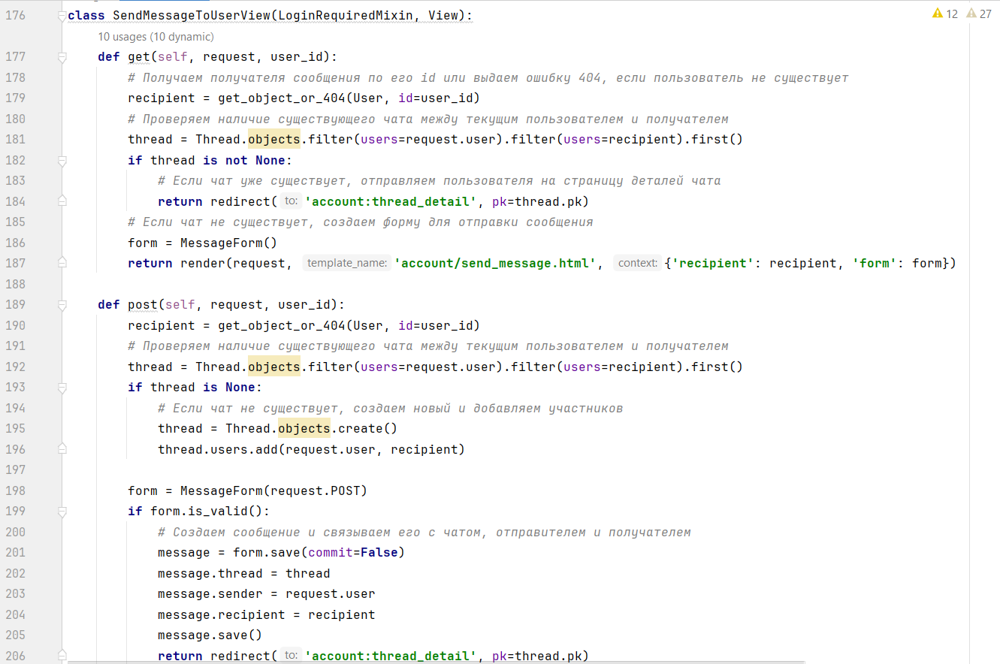 176 class SendMessageToUserView(LoginRequiredMixin, View): 12 27
10 usages (10 dynamic)
177 def get(self, request, user_id):
178 # Получаем получателя сообщения по его id или выдаем ошибку 404, если пользователь не существует
179 recipient = get_object_or_404(User, id=user_id)
180 # Проверяем наличие существующего чата между текущим пользователем и получателем
181 thread = Thread.objects.filter(users=request.user).filter(users=recipient).first()
182 if thread is not None:
183 # Если чат уже существует, отправляем пользователя на страницу деталей чата
184 return redirect( to: 'account:thread_detail', pk=thread.pk)
185 # Если чат не существует, создаем форму для отправки сообщения
186 form = MessageForm()
187 return render(request, template_name: 'account/send_message.html', context: {'recipient': recipient, 'form': form})
188
189 def post(self, request, user_id):
190 recipient = get_object_or_404(User, id=user_id)
191 # Проверяем наличие существующего чата между текущим пользователем и получателем
192 thread = Thread.objects.filter(users=request.user).filter(users=recipient).first()
193 if thread is None:
194 # Если чат не существует, создаем новый и добавляем участников
195 thread = Thread.objects.create()
196 thread.users.add(request.user, recipient)
197
198 form = MessageForm(request.POST)
199 if form.is_valid():
200 # Создаем сообщение и связываем его с чатом, отправителем и получателем
201 message = form.save(commit=False)
202 message.thread = thread
203 message.sender = request.user
204 message.recipient = recipient
205 message.save()
206 return redirect( to: 'account:thread_detail', pk=thread.pk)